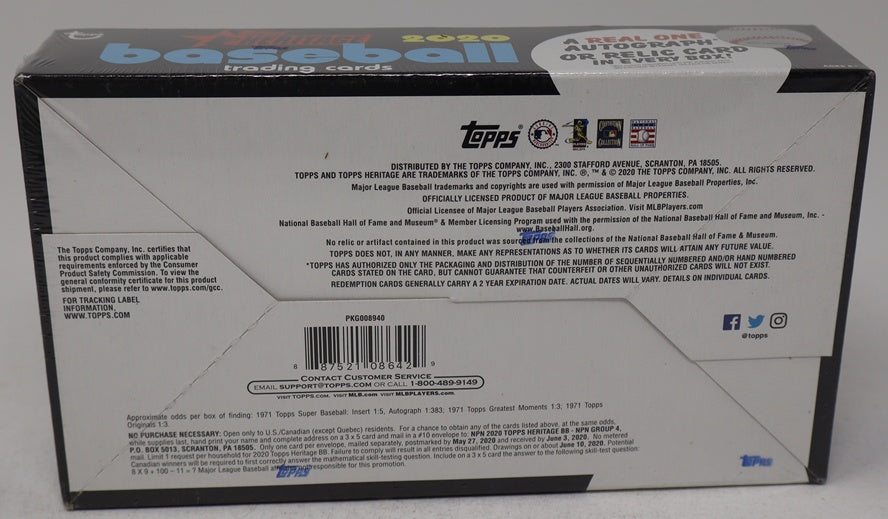 Topps
Heritage 2020
baseball
trading cards
A REAL ONE
AUTOGRAPH
OR RELIC CARD
IN EVERY BOX!
Topps®
DISTRIBUTED BY THE TOPPS COMPANY, INC., 2300 STAFFORD AVENUE, SCRANTON, PA 18505.
TOPPS AND TOPPS HERITAGE ARE TRADEMARKS OF THE TOPPS COMPANY, INC. ®, ™ & © 2020 THE TOPPS COMPANY, INC. ALL RIGHTS RESERVED.
Major League Baseball trademarks and copyrights are used with permission of Major League Baseball Properties, Inc.
OFFICIALLY LICENSED PRODUCT OF MAJOR LEAGUE BASEBALL PROPERTIES.
Official Licensee of Major League Baseball Players Association. Visit MLBPlayers.com
National Baseball Hall of Fame and Museum® & Member Licensing Program used with the permission of the National Baseball Hall of Fame and Museum, Inc. -
www.BaseballHall.org.
No relic or artifact contained in this product was sourced from the collections of the National Baseball Hall of Fame & Museum.
TOPPS DOES NOT, IN ANY MANNER, MAKE ANY REPRESENTATIONS AS TO WHETHER ITS CARDS WILL ATTAIN ANY FUTURE VALUE.
*TOPPS HAS AUTHORIZED ONLY THE PACKAGING AND DISTRIBUTION OF THE NUMBER OF SEQUENTIALLY NUMBERED AND/OR HAND NUMBERED
CARDS STATED ON THE CARD, BUT CANNOT GUARANTEE THAT COUNTERFEIT OR OTHER UNAUTHORIZED CARDS WILL NOT EXIST.
REDEMPTION CARDS GENERALLY CARRY A 2 YEAR EXPIRATION DATE. ACTUAL DATES WILL VARY. DETAILS ON INDIVIDUAL CARDS.
The Topps Company, Inc. certifies that
this product complies with applicable
requirements enforced by the Consumer
Product Safety Commission. To view the
general conformity certificate for this product
shipment, please refer to www.topps.com/gcc.
FOR TRACKING LABEL
INFORMATION,
WWW.TOPPS.COM
@topps
PKG008940
8 87521 08642 9
CONTACT CUSTOMER SERVICE
EMAIL SUPPORT@TOPPS.COM OR CALL 1-800-489-9149
VISIT TOPPS.COM. VISIT MLB.COM VISIT MLBPLAYERS.COM.
Approximate odds per box of finding: 1971 Topps Super Baseball: Insert 1:5, Autograph 1:383; 1971 Topps Greatest Moments 1:3; 1971 Topps
Originals 1:3.
NO PURCHASE NECESSARY: Open only to U.S./Canadian (except Quebec) residents. For a chance to obtain any of the cards listed above, at the same odds,
while supplies last, hand print your name and complete address on a 3 x 5 card and mail in a #10 envelope to: NPN 2020 TOPPS HERITAGE BB - NPN GROUP 4,
P.O. BOX 5013, SCRANTON, PA 18505. Only one card per envelope, mailed separately, postmarked by May 27, 2020 and received by June 3, 2020. No metered
mail. Limit 1 request per household for 2020 Topps Heritage BB. Failure to comply will result in all entries disqualified. Drawings on or about June 10, 2020. Potential
Canadian winners will be required to first correctly answer the mathematical skill-testing question. Include on a 3 x 5 card the answer to the following skill-test question:
8 X 9 + 100 - 11 = ? Major League Baseball responsible for this promotion.
Topps
Topps
Topps